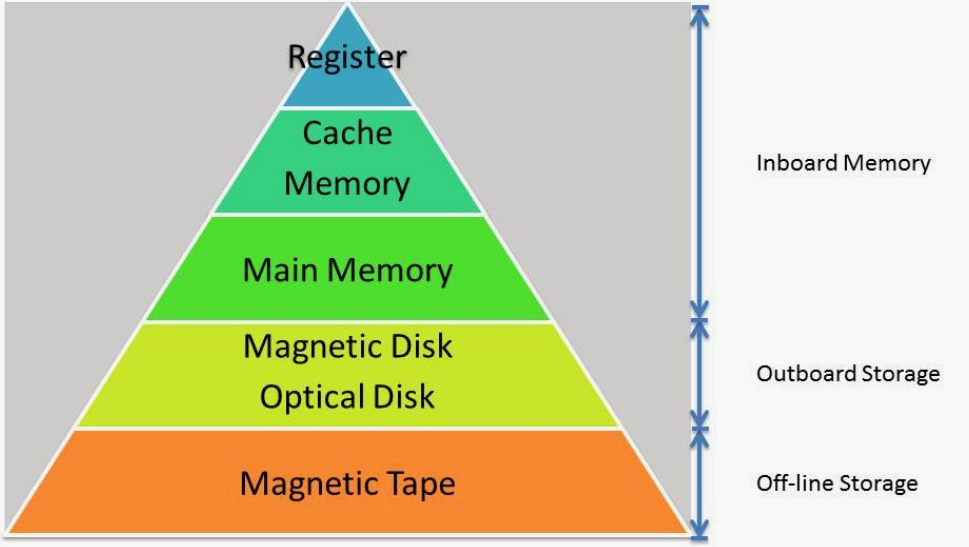 Register
Cache
Memory
Main Memory
Magnetic Disk
Optical Disk
Magnetic Tape
Inboard Memory
Outboard Storage
Off-line Storage